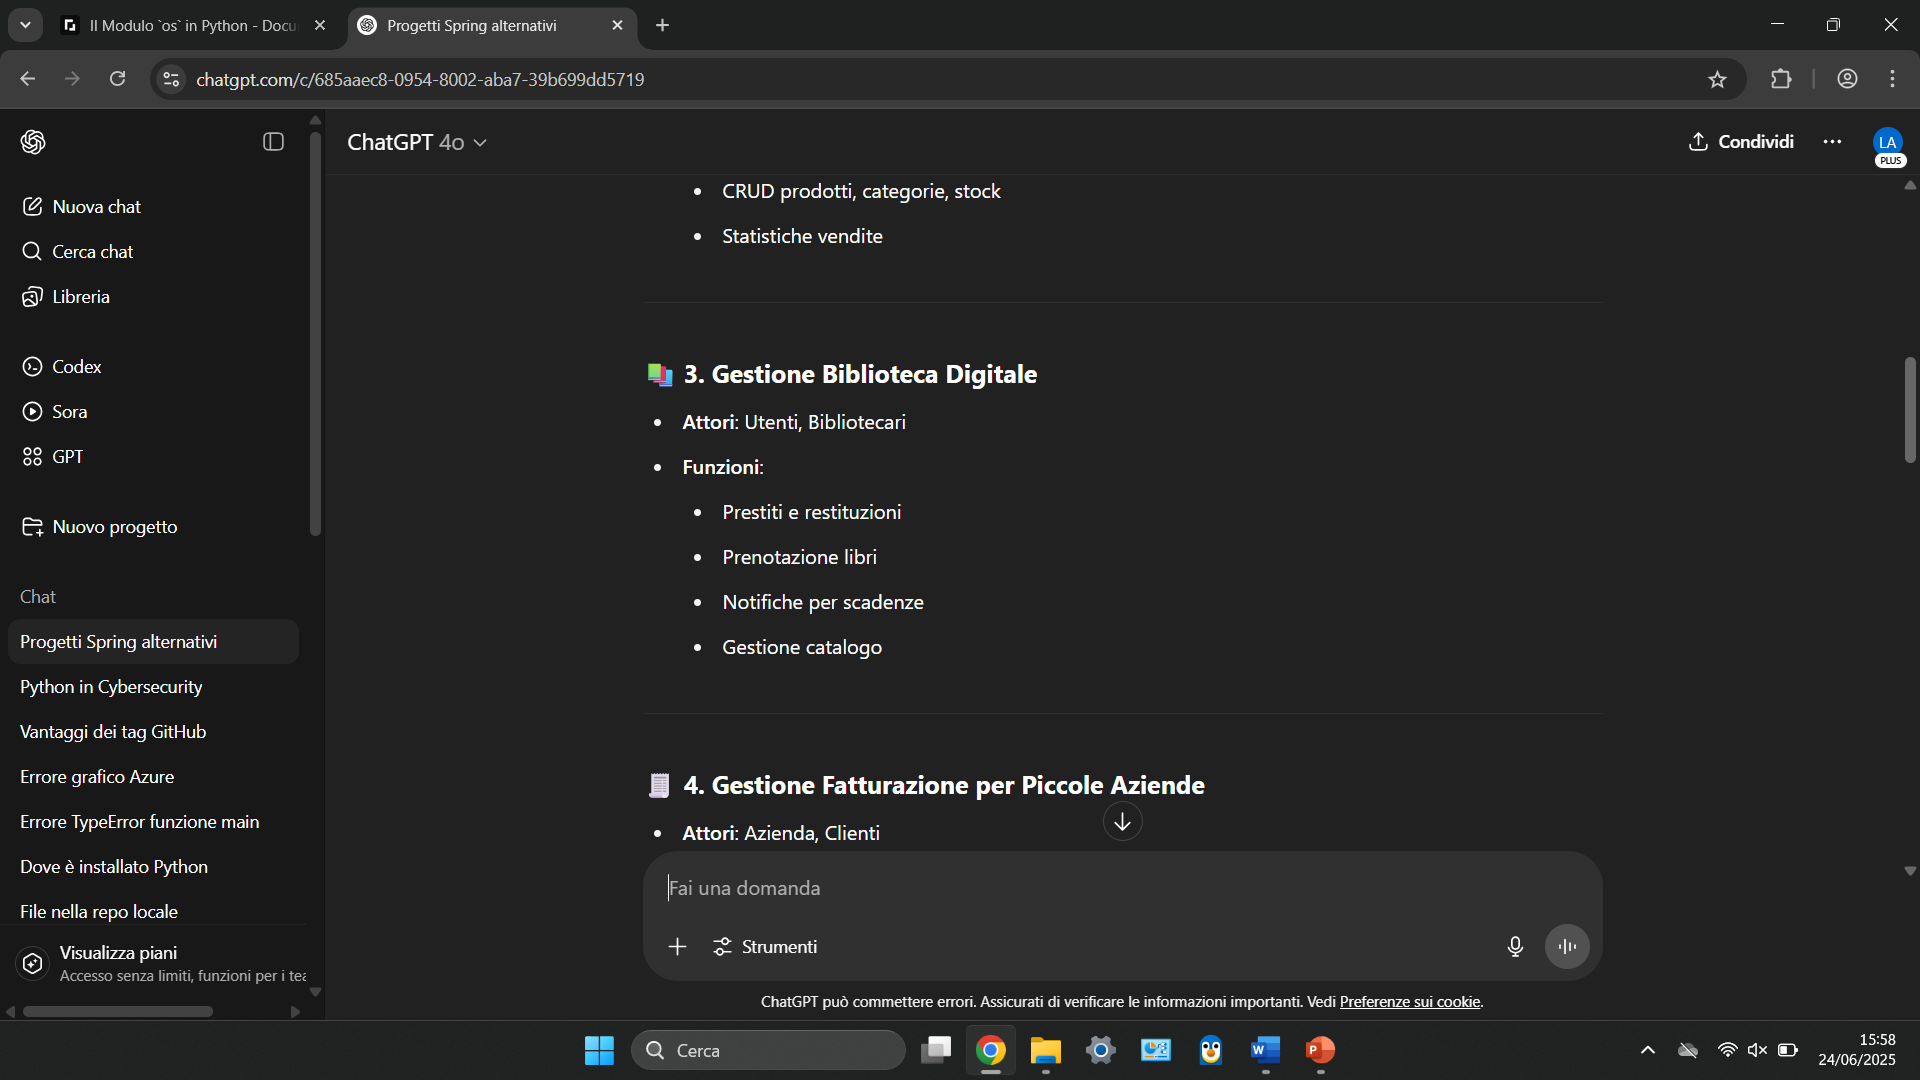 Il Modulo `os` in Python - Docu
Progetti Spring alternativi
chatgpt.com/c/685aaec8-0954-8002-aba7-39b699dd5719
Nuova chat
Cerca chat
Libreria
Codex
Sora
GPT
Nuovo progetto
Chat
Progetti Spring alternativi
Python in Cybersecurity
Vantaggi dei tag GitHub
Errore grafico Azure
Errore TypeError funzione main
Dove è installato Python
File nella repo locale
Visualizza piani
Accesso senza limiti, funzioni per i tea
ChatGPT 4o
Condividi
LA
PLUS
• CRUD prodotti, categorie, stock
• Statistiche vendite
3. Gestione Biblioteca Digitale
• Attori: Utenti, Bibliotecari
• Funzioni:
• Prestiti e restituzioni
• Prenotazione libri
• Notifiche per scadenze
• Gestione catalogo
4. Gestione Fatturazione per Piccole Aziende
• Attori: Azienda, Clienti
Fai una domanda
Strumenti
ChatGPT può commettere errori. Assicurati di verificare le informazioni importanti. Vedi Preferenze sui cookie.
Cerca
W
P
15:58
24/06/2025